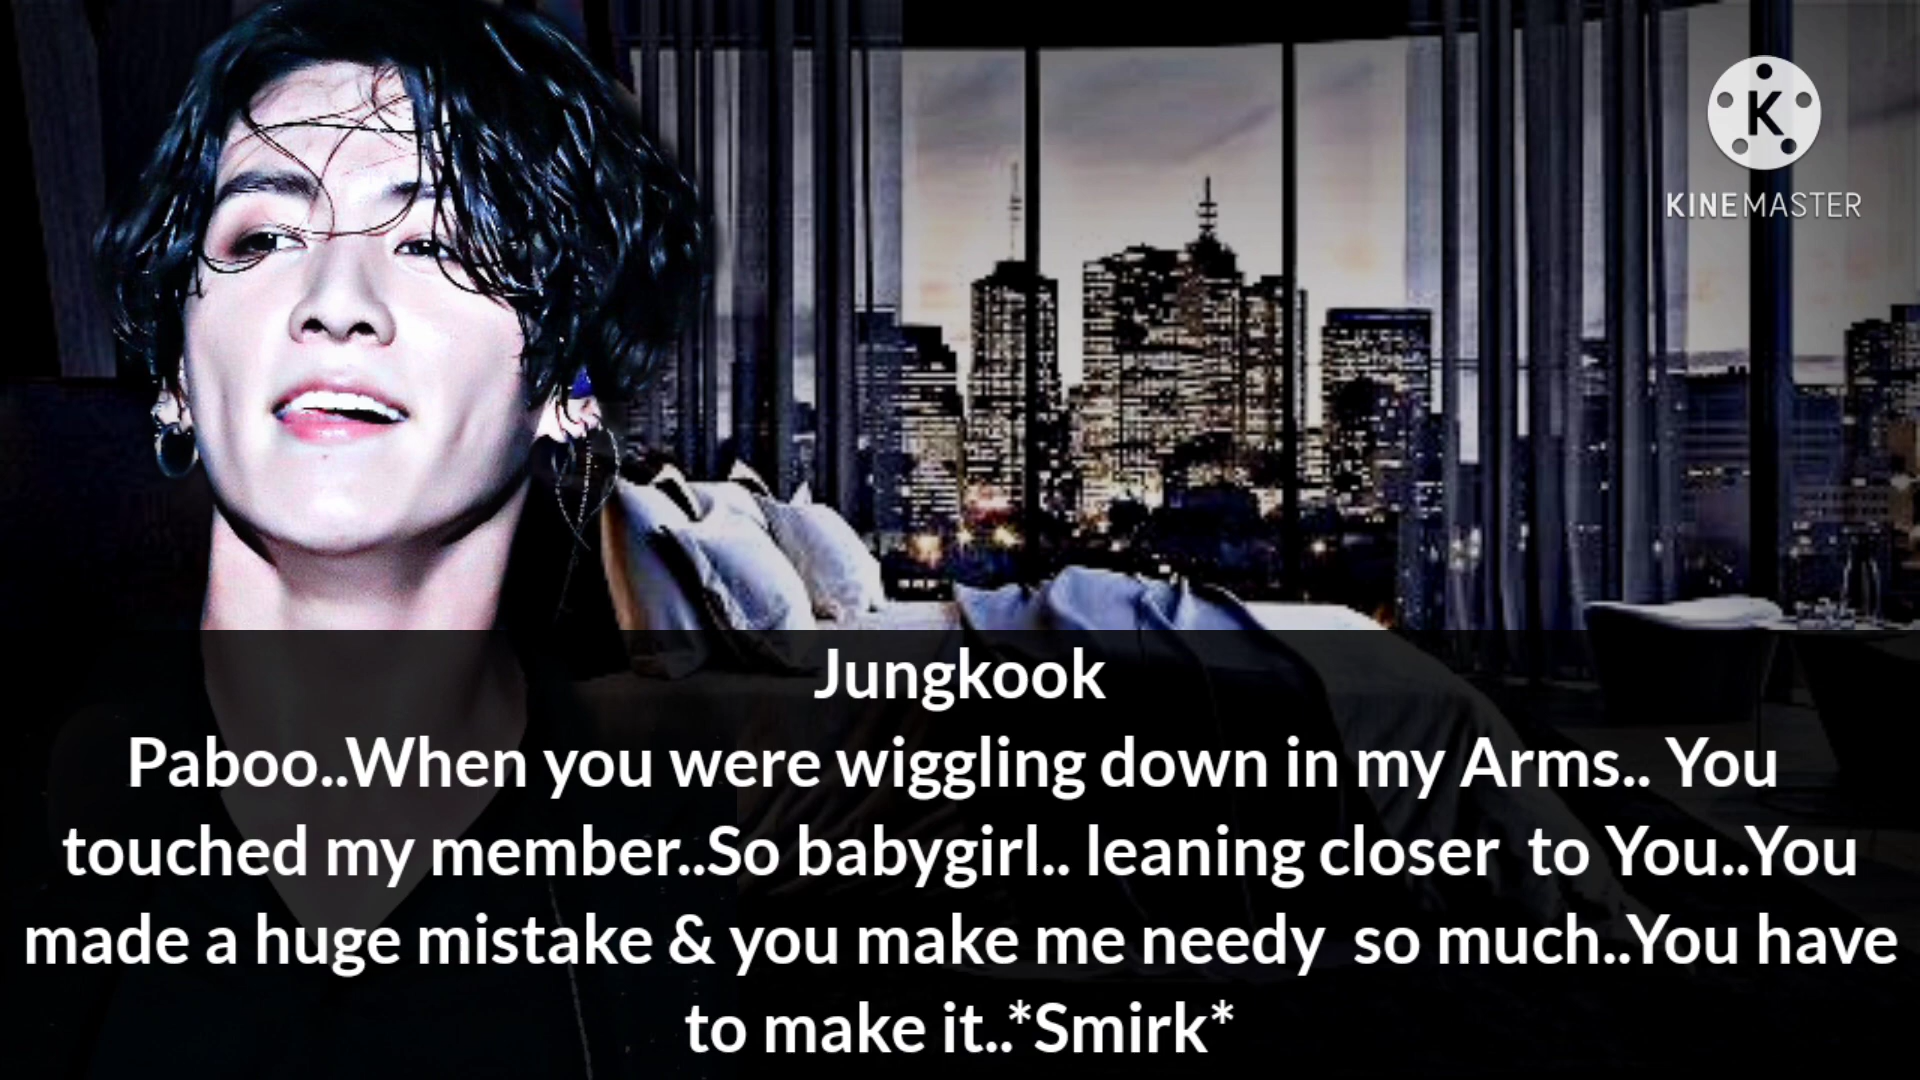 K
KINEMASTER
Jungkook
Paboo..When you were wiggling down in my Arms.. You
touched my member..So babygirl.. leaning closer  to You..You
made a huge mistake & you make me needy  so much..You have
to make it..*Smirk*